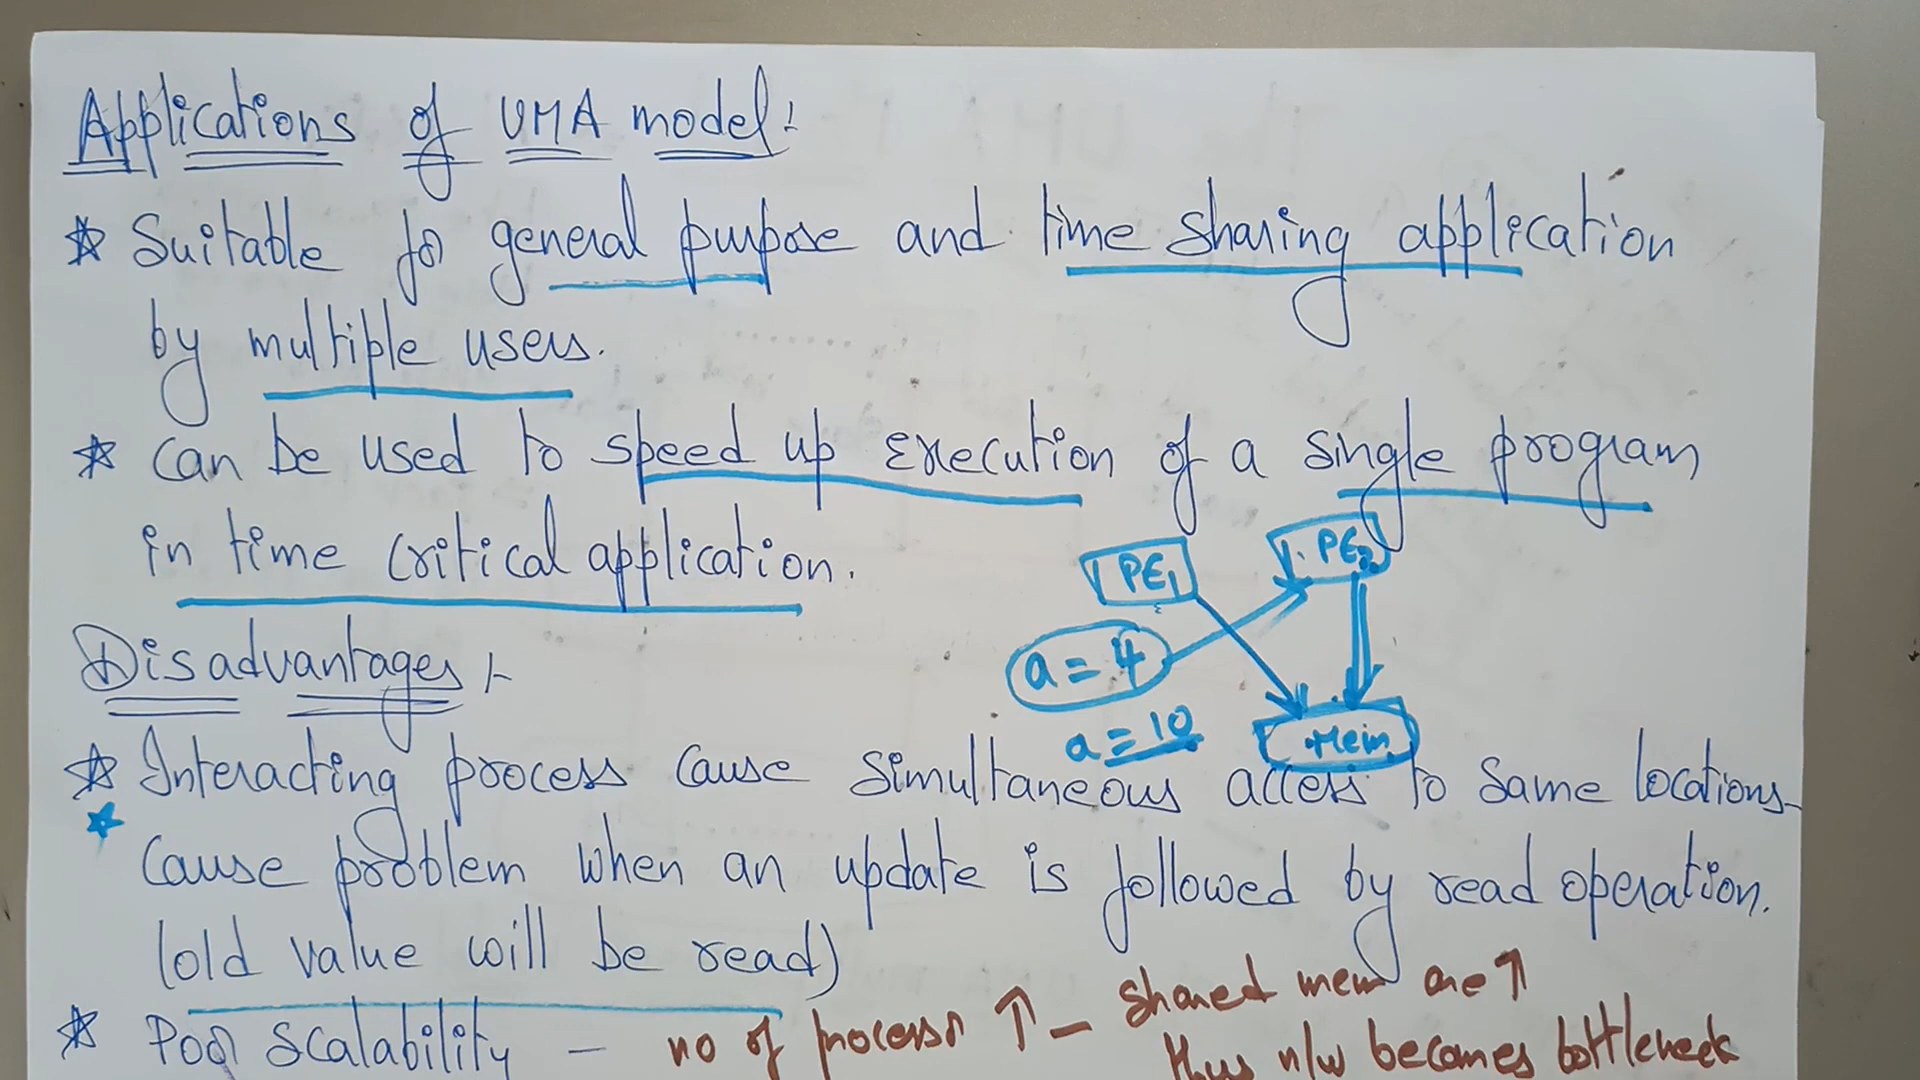 Applications of UMA model:
☆ Suitable for general purpose and time sharing application
by multiple users.
☆ can be used to speed up execution of a single program
in time critical application.
PE1
PE2
a = 4
a = 10
Mem
Disadvantages :-
☆ Interacting process cause simultaneous access to same locations-
cause problem when an update is followed by read operation.
(old value will be read)
☆ Poor scalability - no of processor ↑ - shared mem are ↑
thus n/w becomes bottleneck